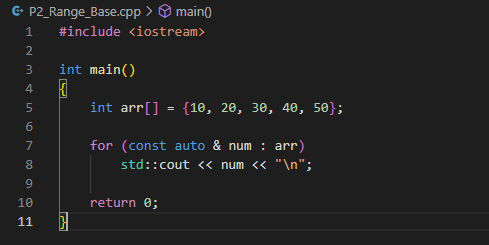 P2_Range_Base.cpp > main()
1 #include <iostream>
2
3 int main()
4 {
5     int arr[] = {10, 20, 30, 40, 50};
6
7     for (const auto & num : arr)
8         std::cout << num << "\n";
9
10     return 0;
11 }